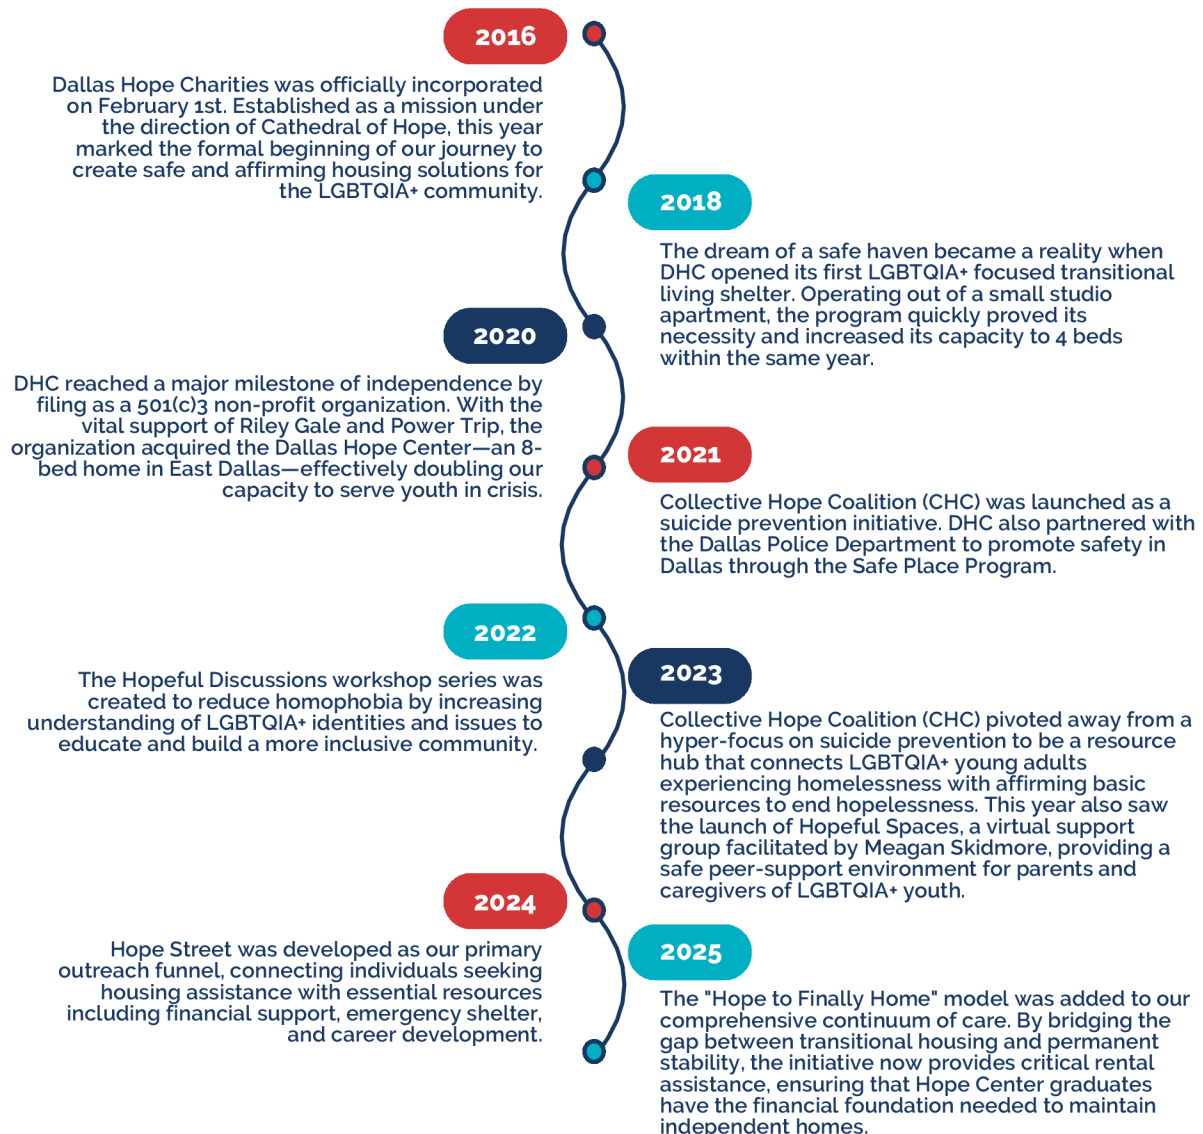 2016
Dallas Hope Charities was officially incorporated
on February 1st. Established as a mission under
the direction of Cathedral of Hope, this year
marked the formal beginning of our journey to
create safe and affirming housing solutions for
the LGBTQIA+ community.
2018
The dream of a safe haven became a reality when
DHC opened its first LGBTQIA+ focused transitional
living shelter. Operating out of a small studio
apartment, the program quickly proved its
necessity and increased its capacity to 4 beds
within the same year.
2020
DHC reached a major milestone of independence by
filing as a 501(c)3 non-profit organization. With the
vital support of Riley Gale and Power Trip, the
organization acquired the Dallas Hope Center—an 8-
bed home in East Dallas—effectively doubling our
capacity to serve youth in crisis.
2021
Collective Hope Coalition (CHC) was launched as a
suicide prevention initiative. DHC also partnered with
the Dallas Police Department to promote safety in
Dallas through the Safe Place Program.
2022
The Hopeful Discussions workshop series was
created to reduce homophobia by increasing
understanding of LGBTQIA+ identities and issues to
educate and build a more inclusive community.
2023
Collective Hope Coalition (CHC) pivoted away from a
hyper-focus on suicide prevention to be a resource
hub that connects LGBTQIA+ young adults
experiencing homelessness with affirming basic
resources to end hopelessness. This year also saw
the launch of Hopeful Spaces, a virtual support
group facilitated by Meagan Skidmore, providing a
safe peer-support environment for parents and
caregivers of LGBTQIA+ youth.
2024
Hope Street was developed as our primary
outreach funnel, connecting individuals seeking
housing assistance with essential resources
including financial support, emergency shelter,
and career development.
2025
The "Hope to Finally Home" model was added to our
comprehensive continuum of care. By bridging the
gap between transitional housing and permanent
stability, the initiative now provides critical rental
assistance, ensuring that Hope Center graduates
have the financial foundation needed to maintain
independent homes.